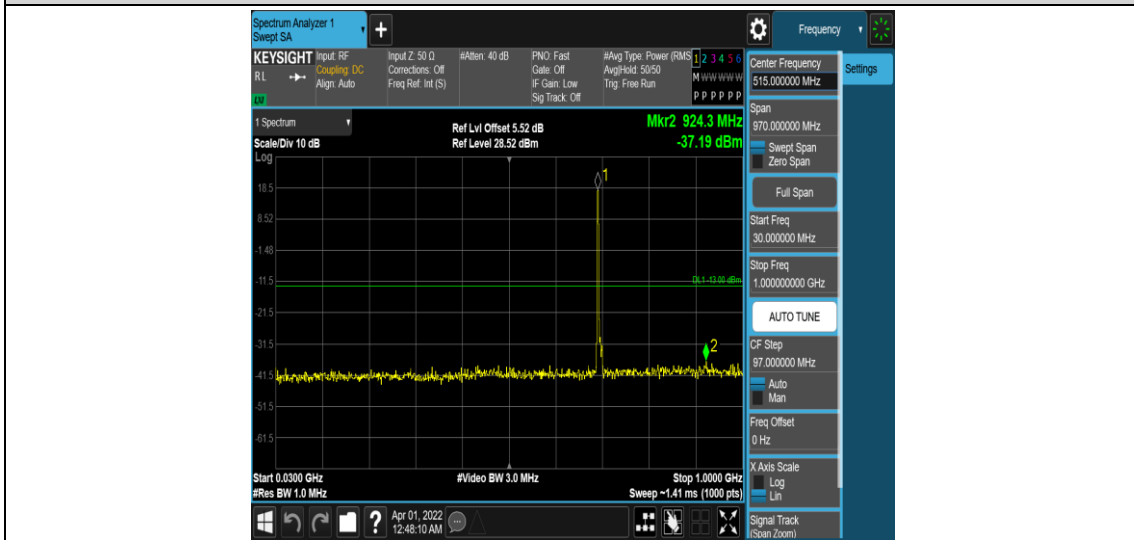 Spectrum Analyzer 1
Swept SA
+
Frequency
KEYSIGHT
RL
Input: RF
Coupling: DC
Align: Auto
Input Z: 50 Ω
Corrections: Off
Freq Ref: Int (S)
#Atten: 40 dB
PNO: Fast
Gate: Off
IF Gain: Low
Sig Track: Off
#Avg Type: Power (RMS
Avg|Hold: 50/50
Trig: Free Run
1 2 3 4 5 6
M W W W W W
P P P P P P
1 Spectrum
Scale/Div 10 dB
Log
Ref Lvl Offset 5.52 dB
Ref Level 28.52 dBm
Mkr2 924.3 MHz
-37.19 dBm
1
18.5
8.52
-1.48
-11.5
DL1 -13.00 dBm
-21.5
-31.5
2
-41.5
-51.5
-61.5
Start 0.0300 GHz
#Res BW 1.0 MHz
#Video BW 3.0 MHz
Stop 1.0000 GHz
Sweep ~1.41 ms (1000 pts)
?
Apr 01, 2022
12:48:10 AM
Center Frequency
515.000000 MHz
Settings
Span
970.000000 MHz
Swept Span
Zero Span
Full Span
Start Freq
30.000000 MHz
Stop Freq
1.000000000 GHz
AUTO TUNE
CF Step
97.000000 MHz
Auto
Man
Freq Offset
0 Hz
X Axis Scale
Log
Lin
Signal Track
(Span Zoom)